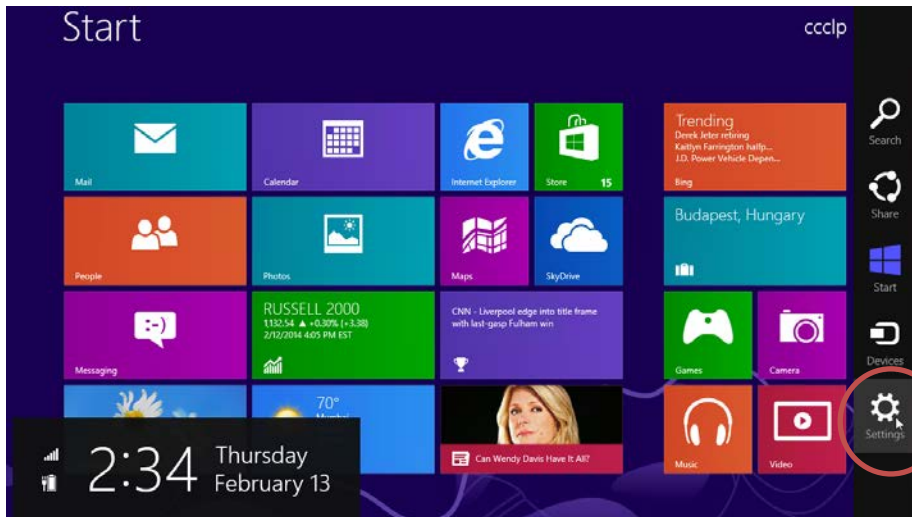 Start
ccclp
Mail
Calendar
Internet Explorer
Store
15
Trending
Derek Jeter retiring
Kaitlyn Farrington halfp...
J.D. Power Vehicle Depen...
Bing
People
Photos
Maps
SkyDrive
Budapest, Hungary
Messaging
RUSSELL 2000
1,132.54 ▲ +0.30% (+3.38)
2/12/2014 4:05 PM EST
CNN - Liverpool edge into title frame
with last-gasp Fulham win
Games
Camera
70°
Can Wendy Davis Have It All?
Music
Video
Search
Share
Start
Devices
Settings
2:34
Thursday
February 13